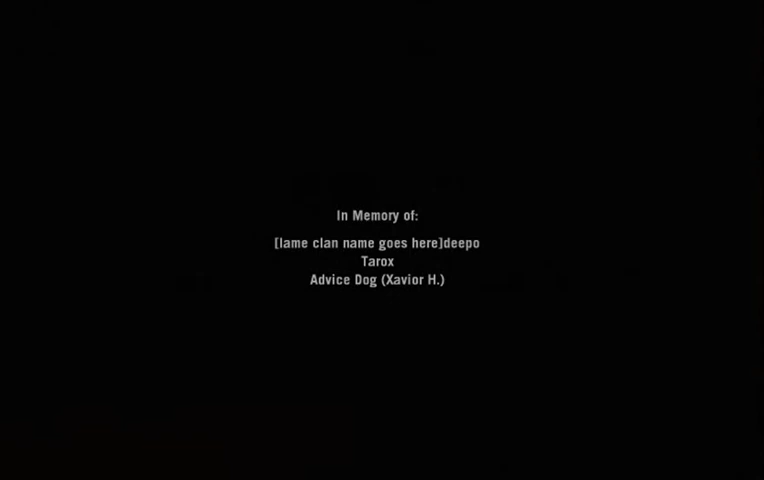 In Memory of:
[lame clan name goes here]deepo
Tarox
Advice Dog (Xavior H.)